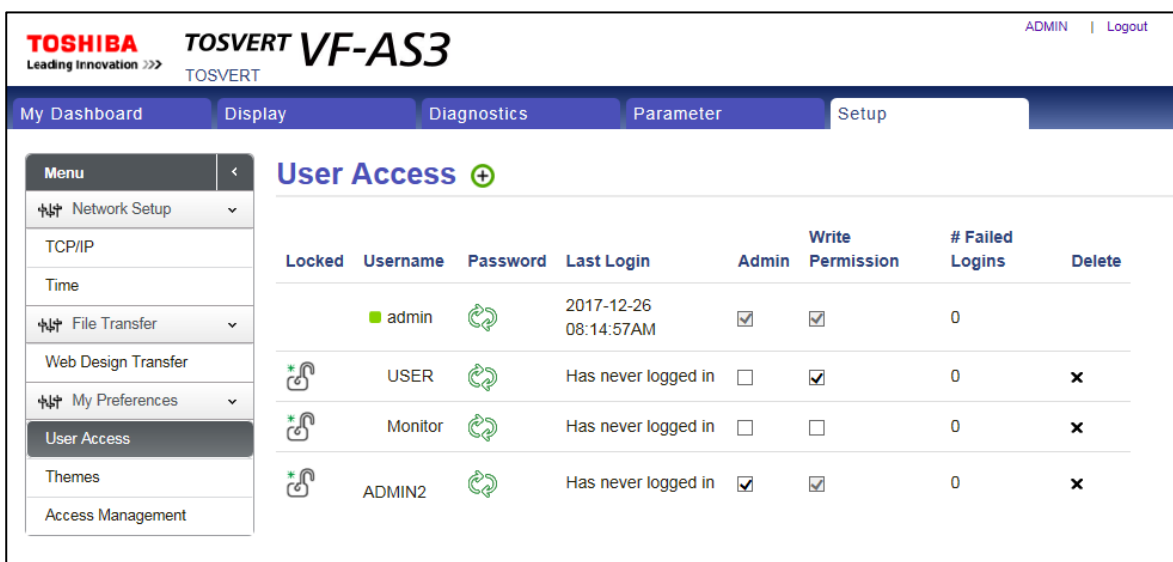 ADMIN | Logout
TOSHIBA
Leading Innovation >>>
TOSVERT VF-AS3
TOSVERT
My Dashboard Display Diagnostics Parameter Setup
Menu
Network Setup
TCP/IP
Time
File Transfer
Web Design Transfer
My Preferences
User Access
Themes
Access Management
User Access
Locked Username Password Last Login Admin Write Permission # Failed Logins Delete
admin 2017-12-26 08:14:57AM 0
USER Has never logged in 0
Monitor Has never logged in 0
ADMIN2 Has never logged in 0